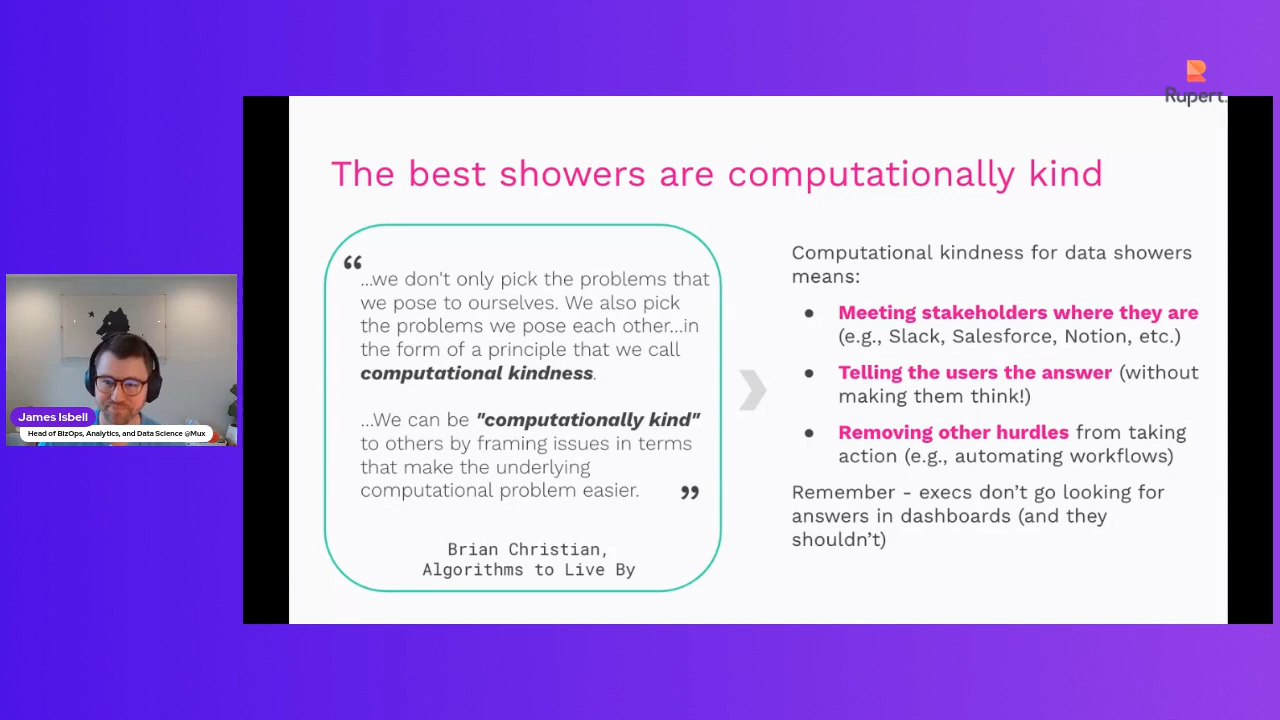 Rupert.
The best showers are computationally kind
“
...we don't only pick the problems that
we pose to ourselves. We also pick
the problems we pose each other...in
the form of a principle that we call
computational kindness.
...We can be "computationally kind"
to others by framing issues in terms
that make the underlying
computational problem easier.
”
Brian Christian,
Algorithms to Live By
Computational kindness for data showers
means:
● Meeting stakeholders where they are
(e.g., Slack, Salesforce, Notion, etc.)
● Telling the users the answer (without
making them think!)
● Removing other hurdles from taking
action (e.g., automating workflows)
Remember - execs don’t go looking for
answers in dashboards (and they
shouldn’t)
James Isbell
Head of BizOps, Analytics, and Data Science @Mux